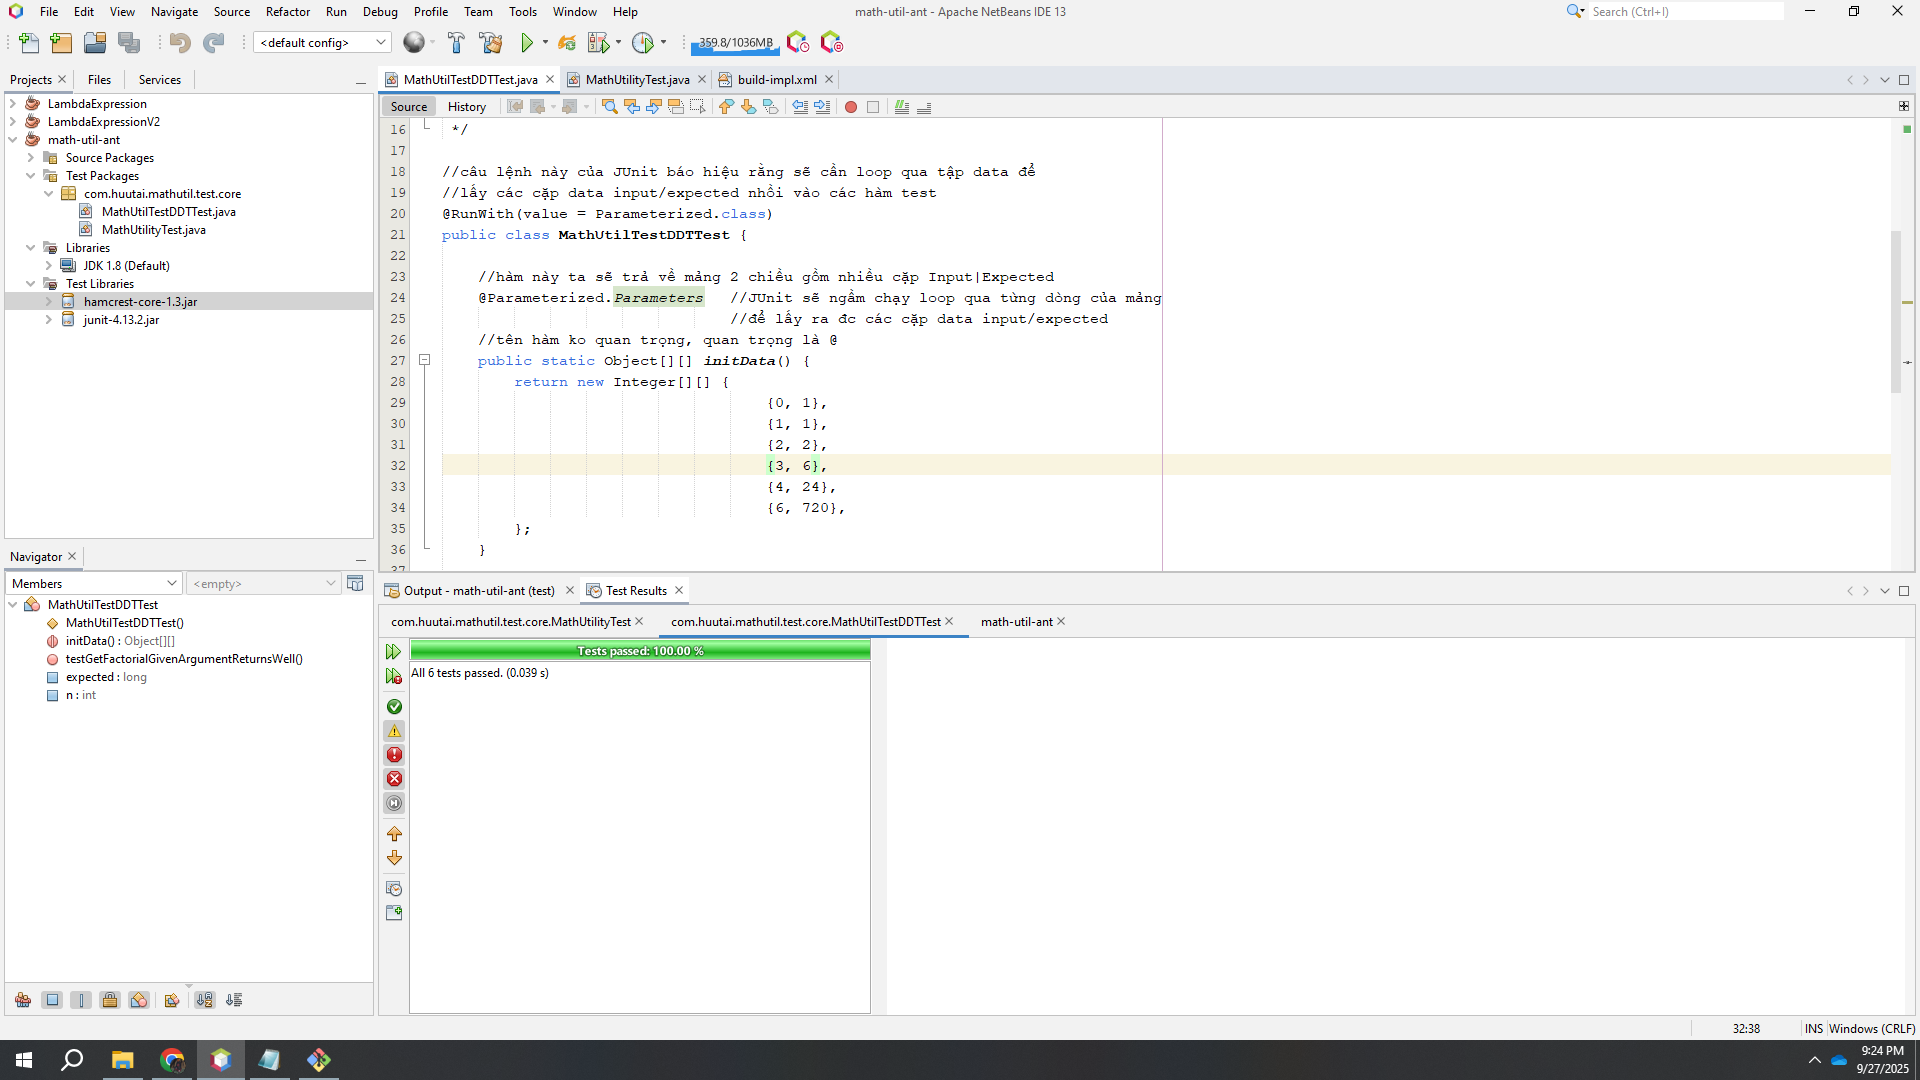 File Edit View Navigate Source Refactor Run Debug Profile Team Tools Window Help
math-util-ant - Apache NetBeans IDE 13
Search (Ctrl+I)
<default config>
359.8/1036MB
Projects Files Services
LambdaExpression
LambdaExpressionV2
math-util-ant
Source Packages
Test Packages
com.huutai.mathutil.test.core
MathUtilTestDDTTest.java
MathUtilityTest.java
Libraries
JDK 1.8 (Default)
Test Libraries
hamcrest-core-1.3.jar
junit-4.13.2.jar
Navigator
Members
<empty>
MathUtilTestDDTTest
MathUtilTestDDTTest()
initData() : Object[][]
testGetFactorialGivenArgumentReturnsWell()
expected : long
n : int
MathUtilTestDDTTest.java MathUtilityTest.java build-impl.xml
Source History
16 */
17
18 //câu lệnh này của JUnit báo hiệu rằng sẽ cần loop qua tập data để
19 //lấy các cặp data input/expected nhồi vào các hàm test
20 @RunWith(value = Parameterized.class)
21 public class MathUtilTestDDTTest {
22
23 //hàm này ta sẽ trả về mảng 2 chiều gồm nhiều cặp Input|Expected
24 @Parameterized.Parameters //JUnit sẽ ngầm chạy loop qua từng dòng của mảng
25 //để lấy ra đc các cặp data input/expected
26 //tên hàm ko quan trọng, quan trọng là @
27 public static Object[][] initData() {
28 return new Integer[][] {
29 {0, 1},
30 {1, 1},
31 {2, 2},
32 {3, 6},
33 {4, 24},
34 {6, 720},
35 };
36 }
37
Output - math-util-ant (test) Test Results
com.huutai.mathutil.test.core.MathUtilityTest com.huutai.mathutil.test.core.MathUtilTestDDTTest math-util-ant
Tests passed: 100.00 %
All 6 tests passed. (0.039 s)
32:38 INS Windows (CRLF)
9:24 PM
9/27/2025